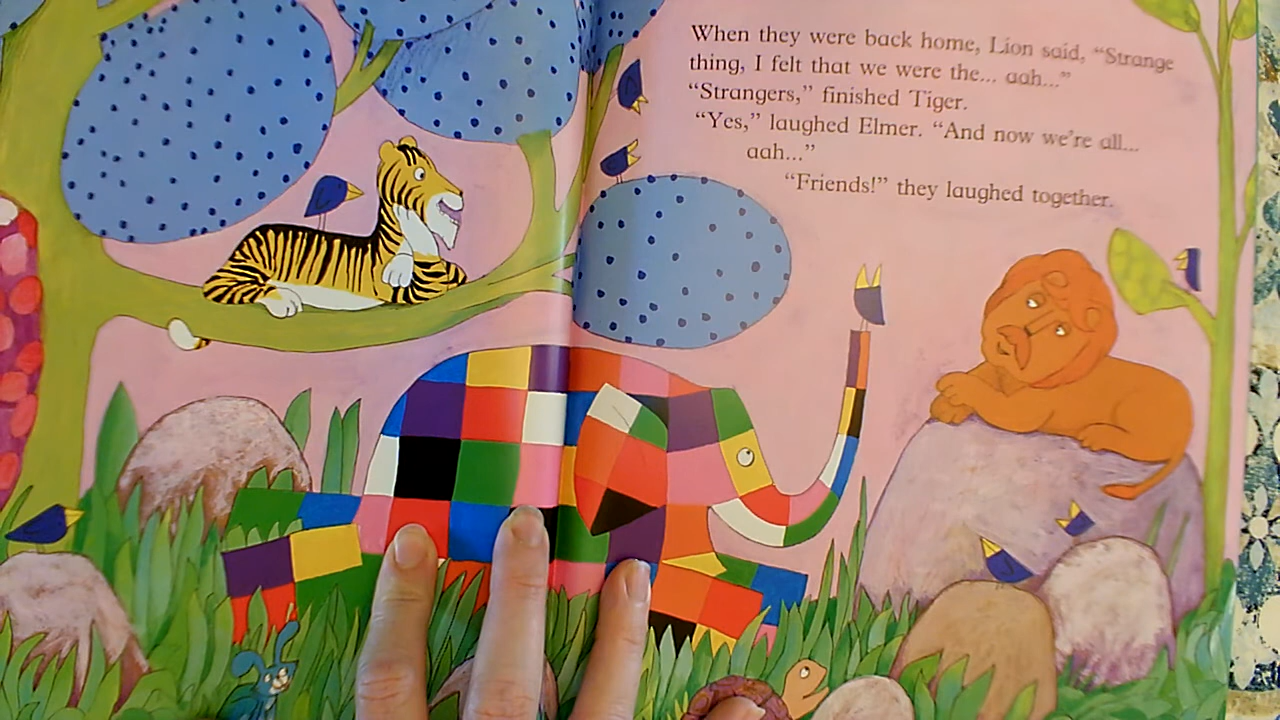 When they were back home, Lion said, “Strange
thing, I felt that we were the... aah...”
“Strangers,” finished Tiger.
“Yes,” laughed Elmer. “And now we’re all...
aah...”
“Friends!” they laughed together.